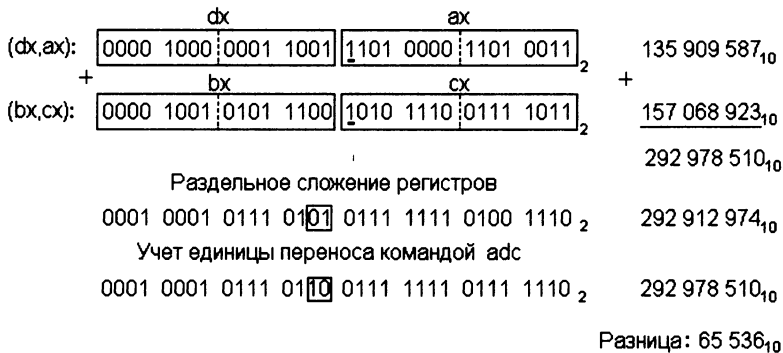 dx ax
(dx,ax): 0000 1000 0001 1001 1101 0000 1101 0011 2 135 909 587 10
+ bx cx +
(bx,cx): 0000 1001 0101 1100 1010 1110 0111 1011 2 157 068 923 10
292 978 510 10
Раздельное сложение регистров
0001 0001 0111 0101 0111 1111 0100 1110 2 292 912 974 10
Учет единицы переноса командой adc
0001 0001 0111 0110 0111 1111 0111 1110 2 292 978 510 10
Разница: 65 536 10